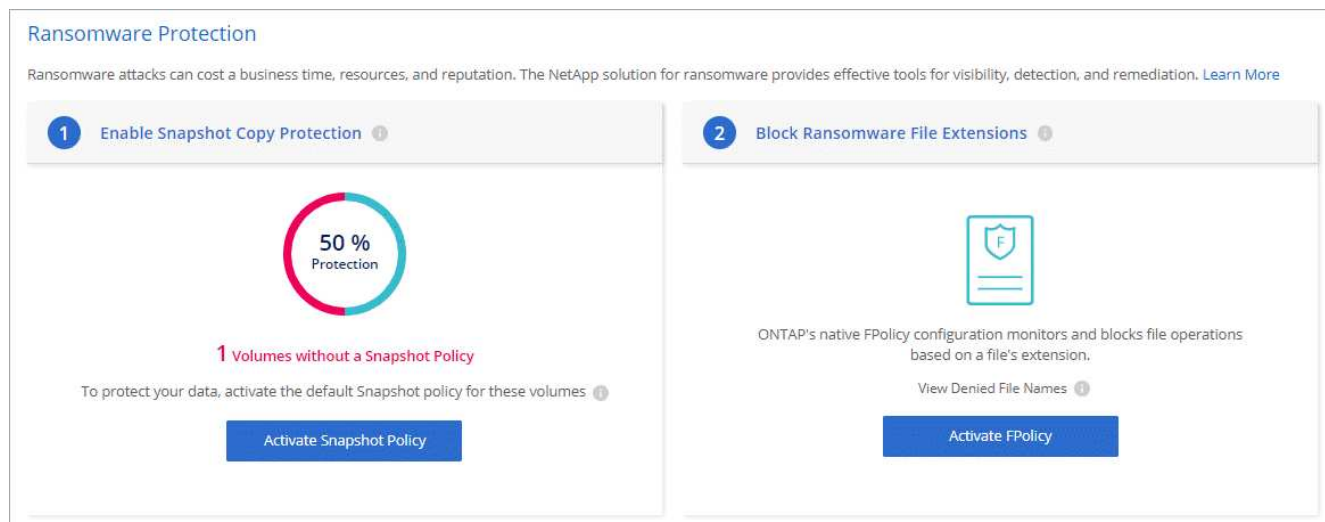 Ransomware Protection
Ransomware attacks can cost a business time, resources, and reputation. The NetApp solution for ransomware provides effective tools for visibility, detection, and remediation. Learn More
1 Enable Snapshot Copy Protection i
50 %
Protection
1 Volumes without a Snapshot Policy
To protect your data, activate the default Snapshot policy for these volumes i
Activate Snapshot Policy
2 Block Ransomware File Extensions i
F
ONTAP's native FPolicy configuration monitors and blocks file operations
based on a file's extension.
View Denied File Names i
Activate FPolicy